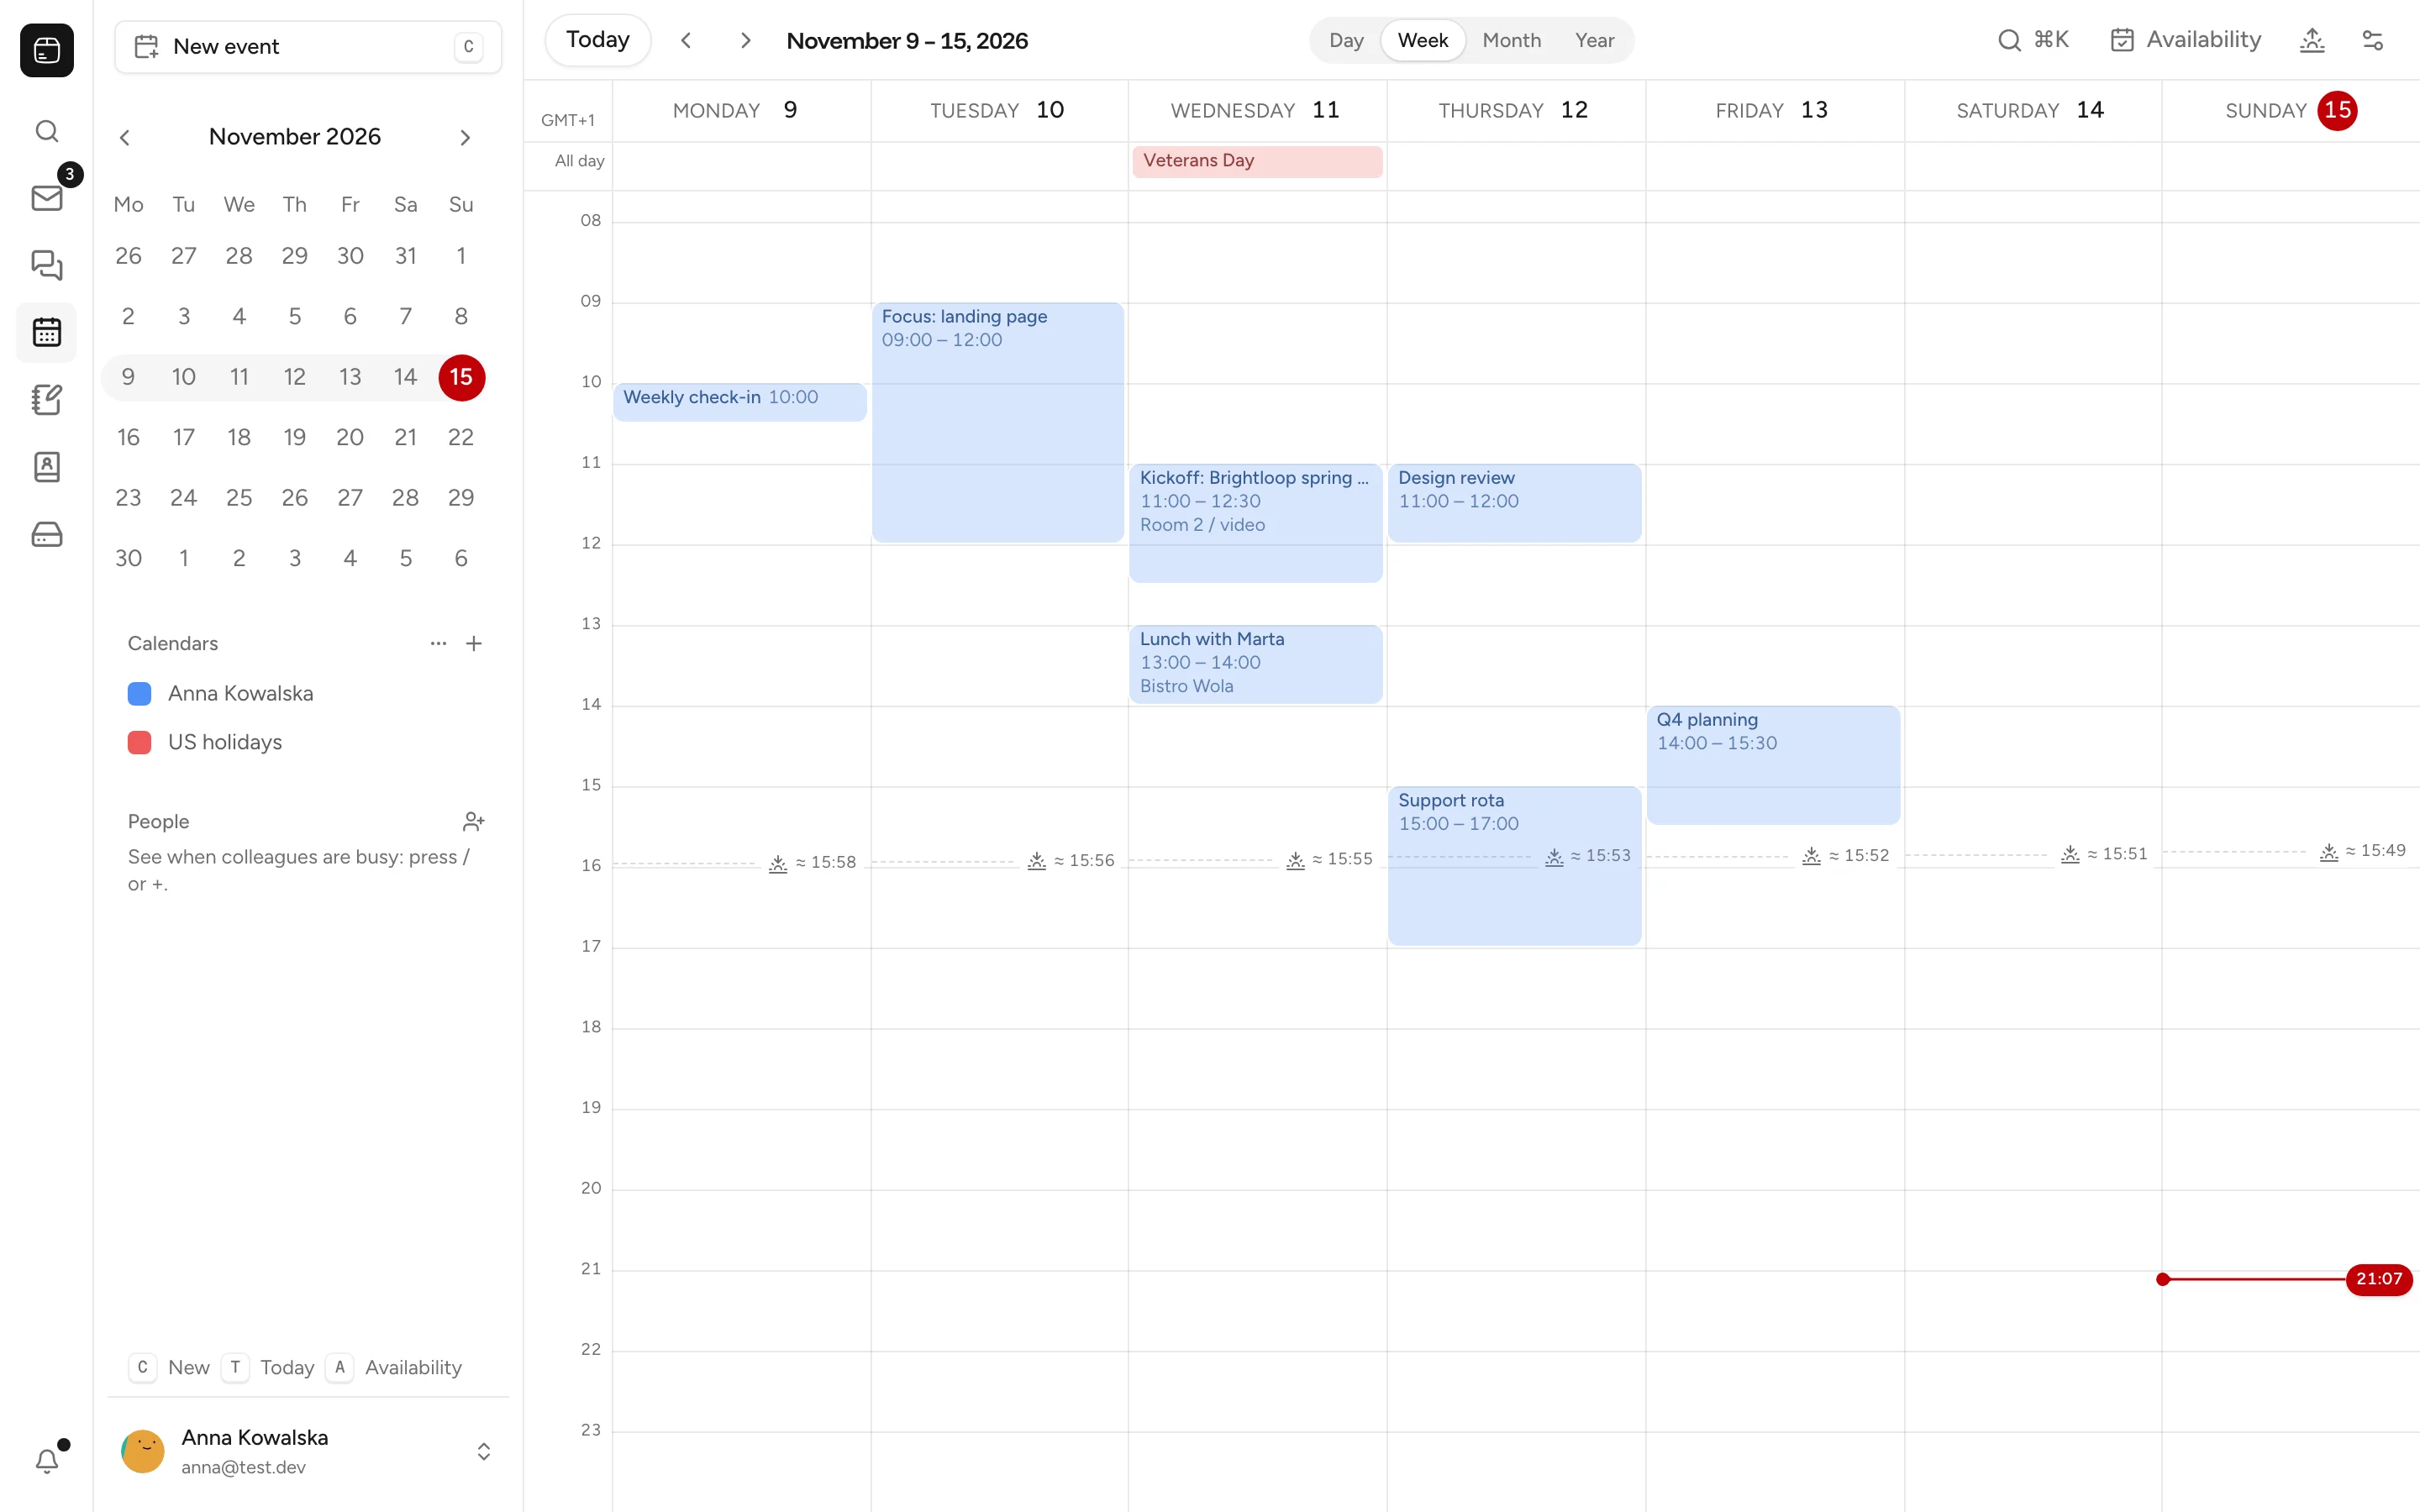 New event C
3
November 2026
Mo Tu We Th Fr Sa Su
26 27 28 29 30 31 1
2 3 4 5 6 7 8
9 10 11 12 13 14 15
16 17 18 19 20 21 22
23 24 25 26 27 28 29
30 1 2 3 4 5 6
Calendars
Anna Kowalska
US holidays
People
See when colleagues are busy: press /
or +.
C New T Today A Availability
Anna Kowalska
anna@test.dev
Today November 9 – 15, 2026 Day Week Month Year ⌘K Availability
GMT+1 MONDAY 9 TUESDAY 10 WEDNESDAY 11 THURSDAY 12 FRIDAY 13 SATURDAY 14 SUNDAY 15
All day Veterans Day
08
09
Focus: landing page
09:00 – 12:00
10
Weekly check-in 10:00
11
Kickoff: Brightloop spring ...
11:00 – 12:30
Room 2 / video
Design review
11:00 – 12:00
12
13
Lunch with Marta
13:00 – 14:00
Bistro Wola
14
Q4 planning
14:00 – 15:30
15
Support rota
15:00 – 17:00
≈ 15:58 ≈ 15:56 ≈ 15:55 ≈ 15:53 ≈ 15:52 ≈ 15:51 ≈ 15:49
16
17
18
19
20
21
21:07
22
23